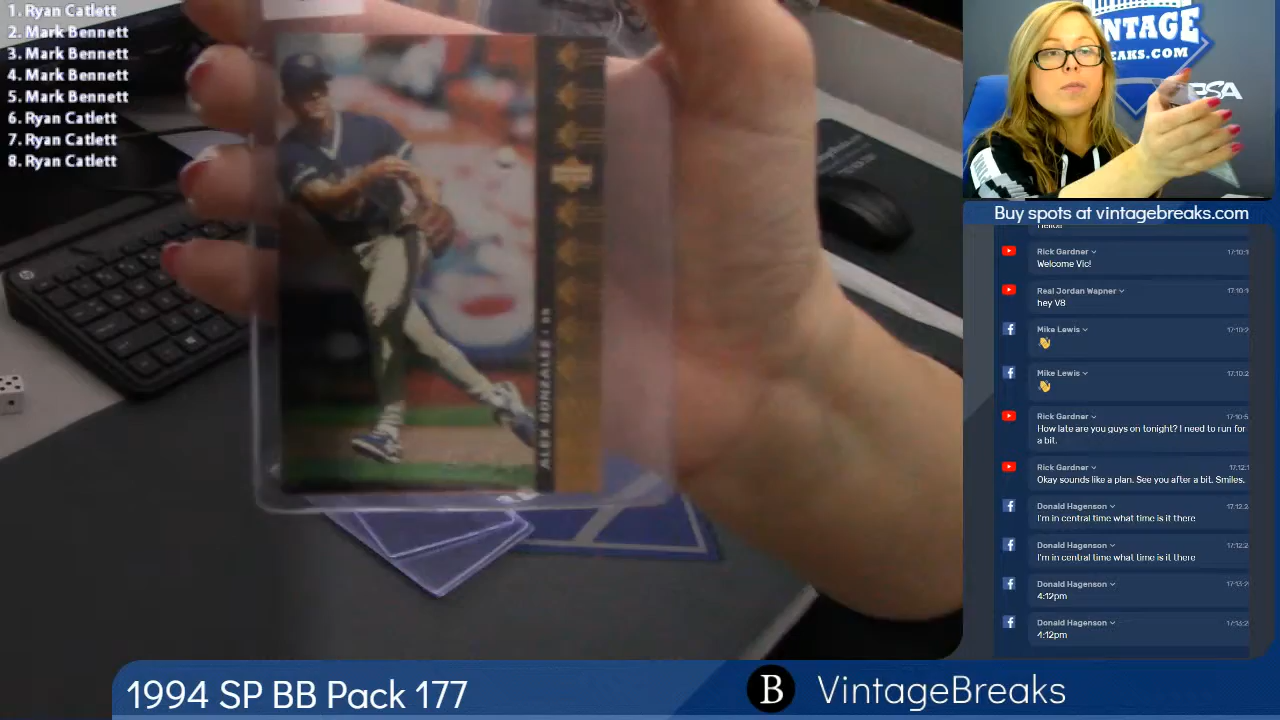 1. Ryan Catlett
2. Mark Bennett
3. Mark Bennett
4. Mark Bennett
5. Mark Bennett
6. Ryan Catlett
7. Ryan Catlett
8. Ryan Catlett
ALEX GONZALEZ • SS
VINTAGE
BREAKS.COM
PSA
Buy spots at vintagebreaks.com
Hello!
Rick Gardner
Welcome Vic!
Real Jordan Wapner
hey V8
Mike Lewis
Mike Lewis
Rick Gardner
How late are you guys on tonight? I need to run for
a bit.
Rick Gardner
Okay sounds like a plan. See you after a bit. Smiles.
Donald Hagenson
I'm in central time what time is it there
Donald Hagenson
I'm in central time what time is it there
Donald Hagenson
4:12pm
Donald Hagenson
4:12pm
1994 SP BB Pack 177
B VintageBreaks